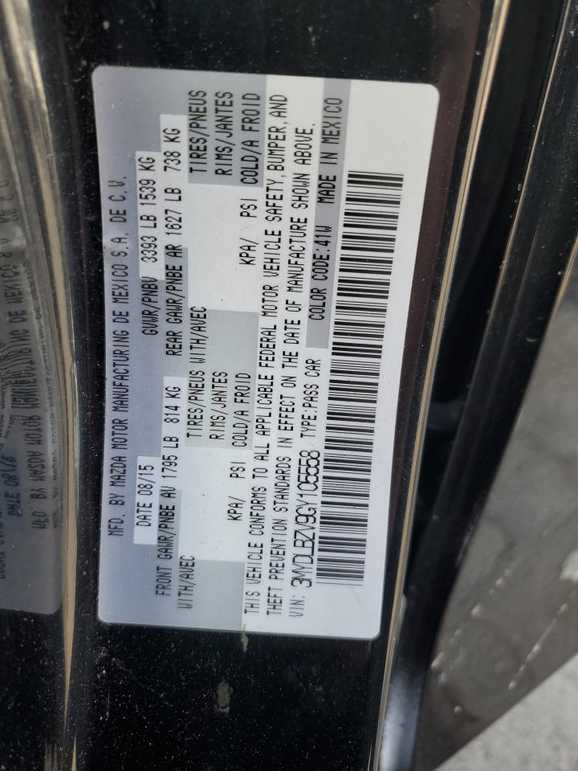 MFD. BY MAZDA MOTOR MANUFACTURING DE MEXICO S.A. DE C.V.
DATE 08/15 GVWR/PNBV 3393 LB 1539 KG
FRONT GAWR/PNBE AV 1795 LB 814 KG REAR GAWR/PNBE AR 1627 LB 738 KG
WITH/AVEC TIRES/PNEUS WITH/AVEC TIRES/PNEUS
RIMS/JANTES RIMS/JANTES
KPA/ PSI COLD/A FROID KPA/ PSI COLD/A FROID
THIS VEHICLE CONFORMS TO ALL APPLICABLE FEDERAL MOTOR VEHICLE SAFETY, BUMPER, AND
THEFT PREVENTION STANDARDS IN EFFECT ON THE DATE OF MANUFACTURE SHOWN ABOVE.
VIN: 3MYDLBZV9GY105558 TYPE:PASS CAR COLOR CODE:41W MADE IN MEXICO